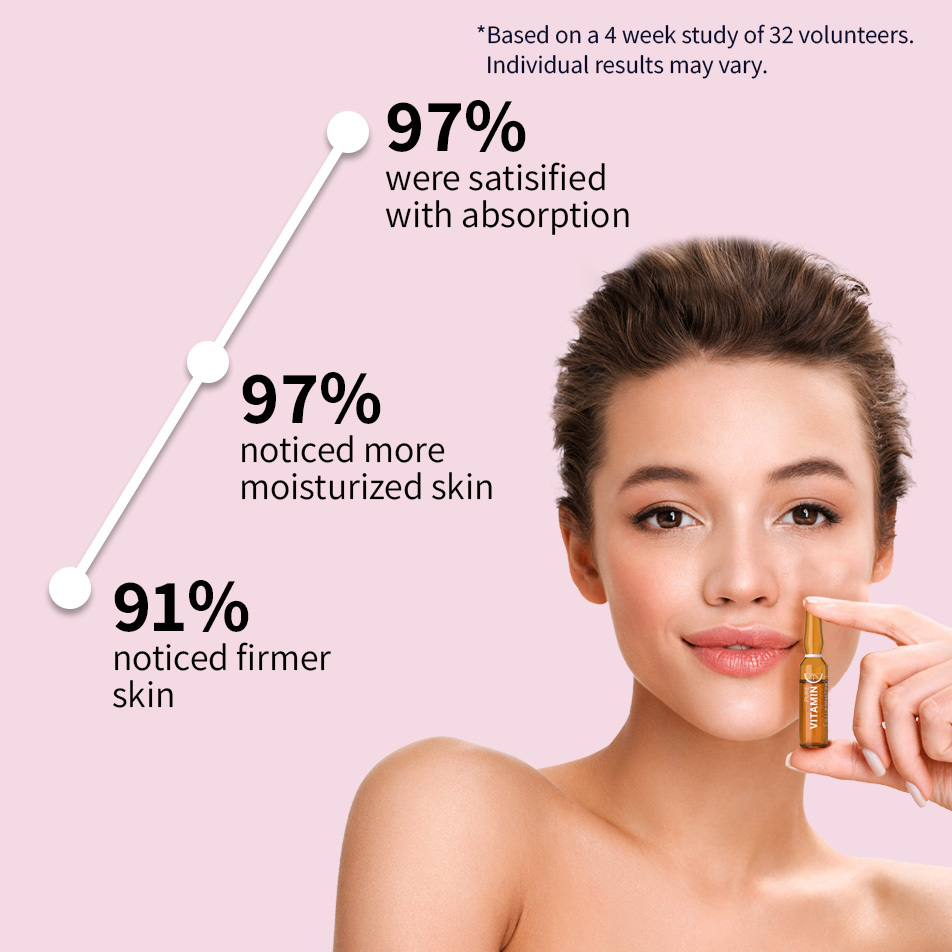 *Based on a 4 week study of 32 volunteers.
Individual results may vary.
97%
were satisified
with absorption
97%
noticed more
moisturized skin
91%
noticed firmer
skin
VITAMIN